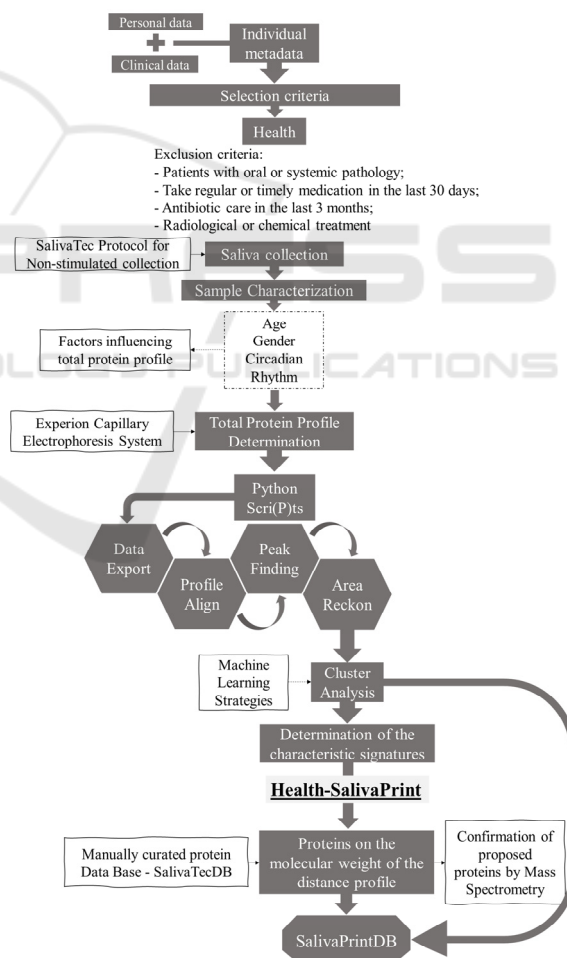 Personal data
Clinical data
Individual
metadata
Selection criteria
Health
Exclusion criteria:
- Patients with oral or systemic pathology;
- Take regular or timely medication in the last 30 days;
- Antibiotic care in the last 3 months;
- Radiological or chemical treatment
SalivaTec Protocol for
Non-stimulated collection
Saliva collection
Sample Characterization
Factors influencing
total protein profile
Age
Gender
Circadian
Rhythm
Experion Capillary
Electrophoresis System
Total Protein Profile
Determination
Python
Scri(P)ts
Data
Export
Profile
Align
Peak
Finding
Area
Reckon
Machine
Learning
Strategies
Cluster
Analysis
Determination of the
characteristic signatures
Health-SalivaPrint
Manually curated protein
Data Base - SalivaTecDB
Proteins on the
molecular weight of the
distance profile
Confirmation of
proposed
proteins by Mass
Spectrometry
SalivaPrintDB
PRESS
PUBLICATIONS